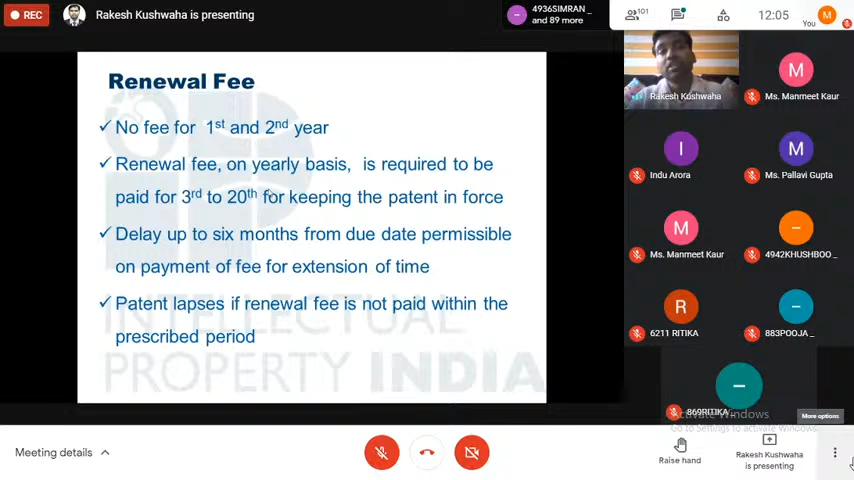 REC
Rakesh Kushwaha is presenting
4936SIMRAN _
and 89 more
101
12:05
You
M
Renewal Fee
✓ No fee for 1st and 2nd year
✓ Renewal fee, on yearly basis, is required to be
paid for 3rd to 20th for keeping the patent in force
✓ Delay up to six months from due date permissible
on payment of fee for extension of time
✓ Patent lapses if renewal fee is not paid within the
prescribed period
INTELLECTUAL
PROPERTY INDIA
Rakesh Kushwaha
M
Ms. Manmeet Kaur
I
Indu Arora
M
Ms. Pallavi Gupta
M
Ms. Manmeet Kaur
4942KHUSHBOO _
R
6211 RITIKA
883POOJA _
869RITIKA _
Activate Windows
Go to Settings to activate Windows.
More options
Meeting details
Raise hand
Rakesh Kushwaha
is presenting